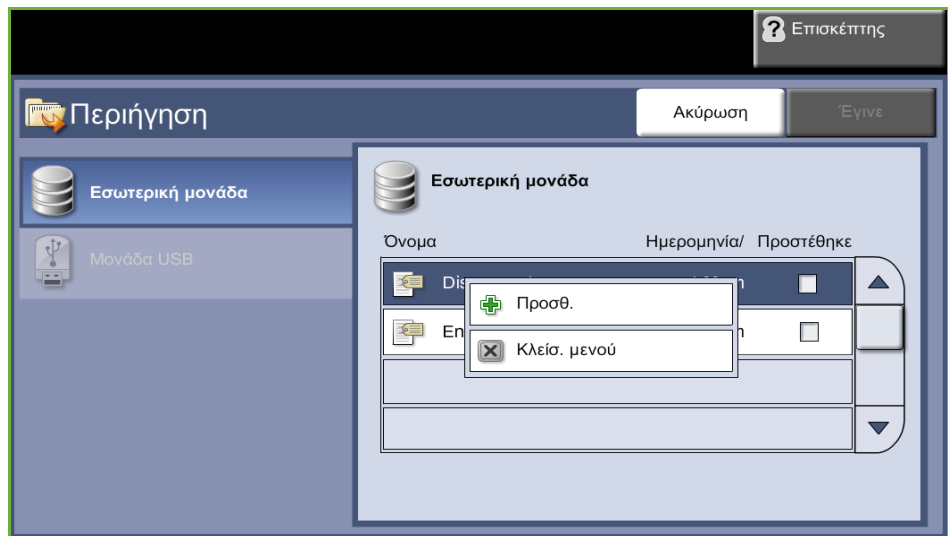 Επισκέπτης
Περιήγηση
Ακύρωση
Έγινε
Εσωτερική μονάδα
Μονάδα USB
Εσωτερική μονάδα
Όνομα Ημερομηνία/ Προστέθηκε
Προσθ.
Κλείσ. μενού